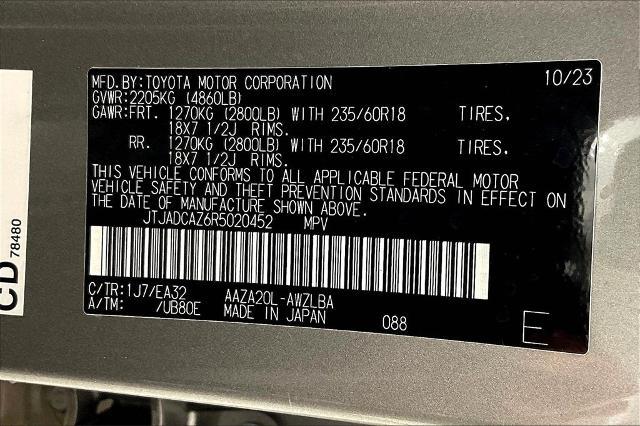 MFD.BY:TOYOTA MOTOR CORPORATION 10/23
GVWR:2205KG (4860LB)
GAWR:FRT. 1270KG (2800LB) WITH 235/60R18 TIRES,
18X7 1/2J RIMS.
RR. 1270KG (2800LB) WITH 235/60R18 TIRES,
18X7 1/2J RIMS.
THIS VEHICLE CONFORMS TO ALL APPLICABLE FEDERAL MOTOR
VEHICLE SAFETY AND THEFT PREVENTION STANDARDS IN EFFECT ON
THE DATE OF MANUFACTURE SHOWN ABOVE.
JTJADCAZ6R5020452 MPV
C/TR:1J7/EA32 AAZA20L-AWZLBA
A/TM: /UB80E MADE IN JAPAN 088 E
CD
78480